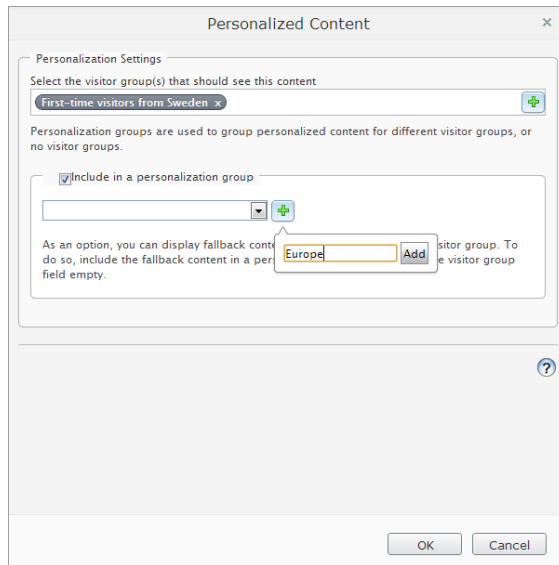 Personalized Content ×
Personalization Settings
Select the visitor group(s) that should see this content
First-time visitors from Sweden x
Personalization groups are used to group personalized content for different visitor groups, or
no visitor groups.
Include in a personalization group
As an option, you can display fallback conte itor group. To
do so, include the fallback content in a pers e visitor group
field empty.
Europe Add
?
OK Cancel